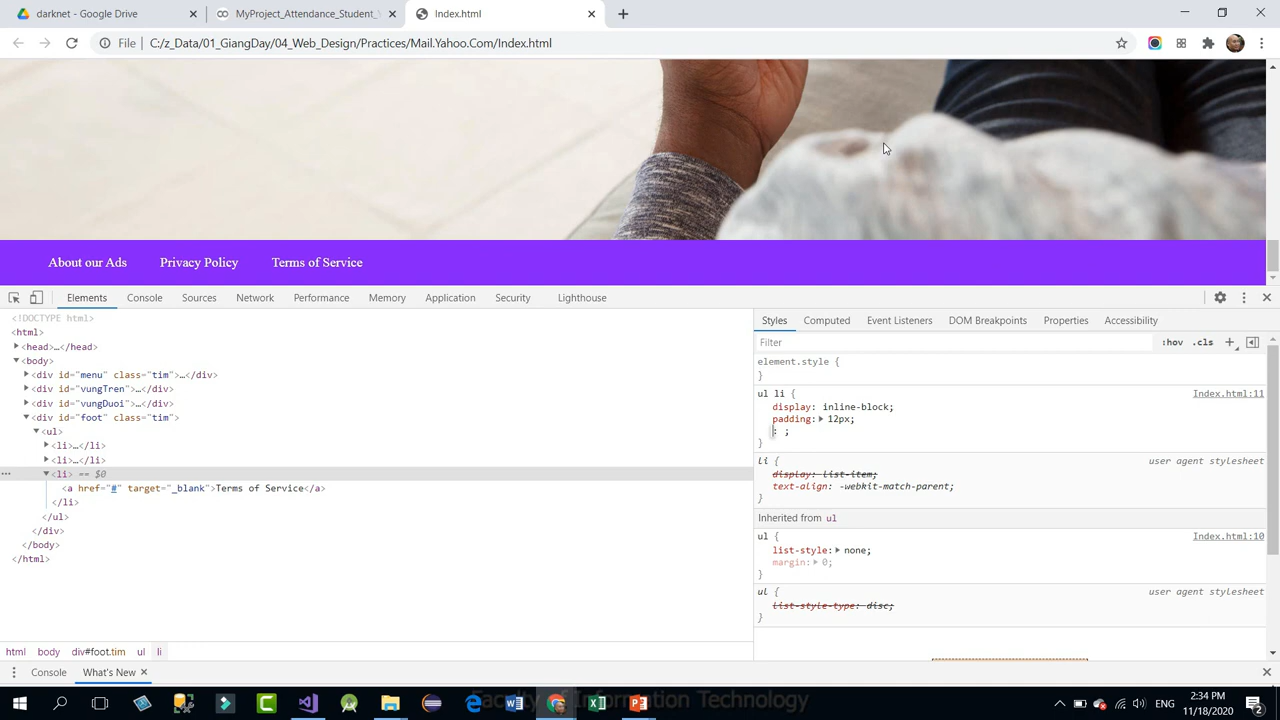 darknet - Google Drive
MyProject_Attendance_Student_
Index.html
File
C:/z_Data/01_GiangDay/04_Web_Design/Practices/Mail.Yahoo.Com/Index.html
About our Ads
Privacy Policy
Terms of Service
Elements
Console
Sources
Network
Performance
Memory
Application
Security
Lighthouse
<!DOCTYPE html>
<html>
<head>…</head>
<body>
<div id="menu" class="tim">…</div>
<div id="vungTren">…</div>
<div id="vungDuoi">…</div>
<div id="foot" class="tim">
<ul>
<li>…</li>
<li>…</li>
<li> == $0
<a href="#" target="_blank">Terms of Service</a>
</li>
</ul>
</div>
</body>
</html>
html body div#foot.tim ul li
Styles
Computed
Event Listeners
DOM Breakpoints
Properties
Accessibility
Filter
:hov .cls
element.style {
}
ul li {
Index.html:11
display: inline-block;
padding: 12px;
: ;
}
li {
user agent stylesheet
display: list-item;
text-align: -webkit-match-parent;
}
Inherited from ul
ul {
Index.html:10
list-style: none;
margin: 0;
}
ul {
user agent stylesheet
list-style-type: disc;
}
Console
What's New
Faculty of Information Technology
ENG
2:34 PM
11/18/2020
2